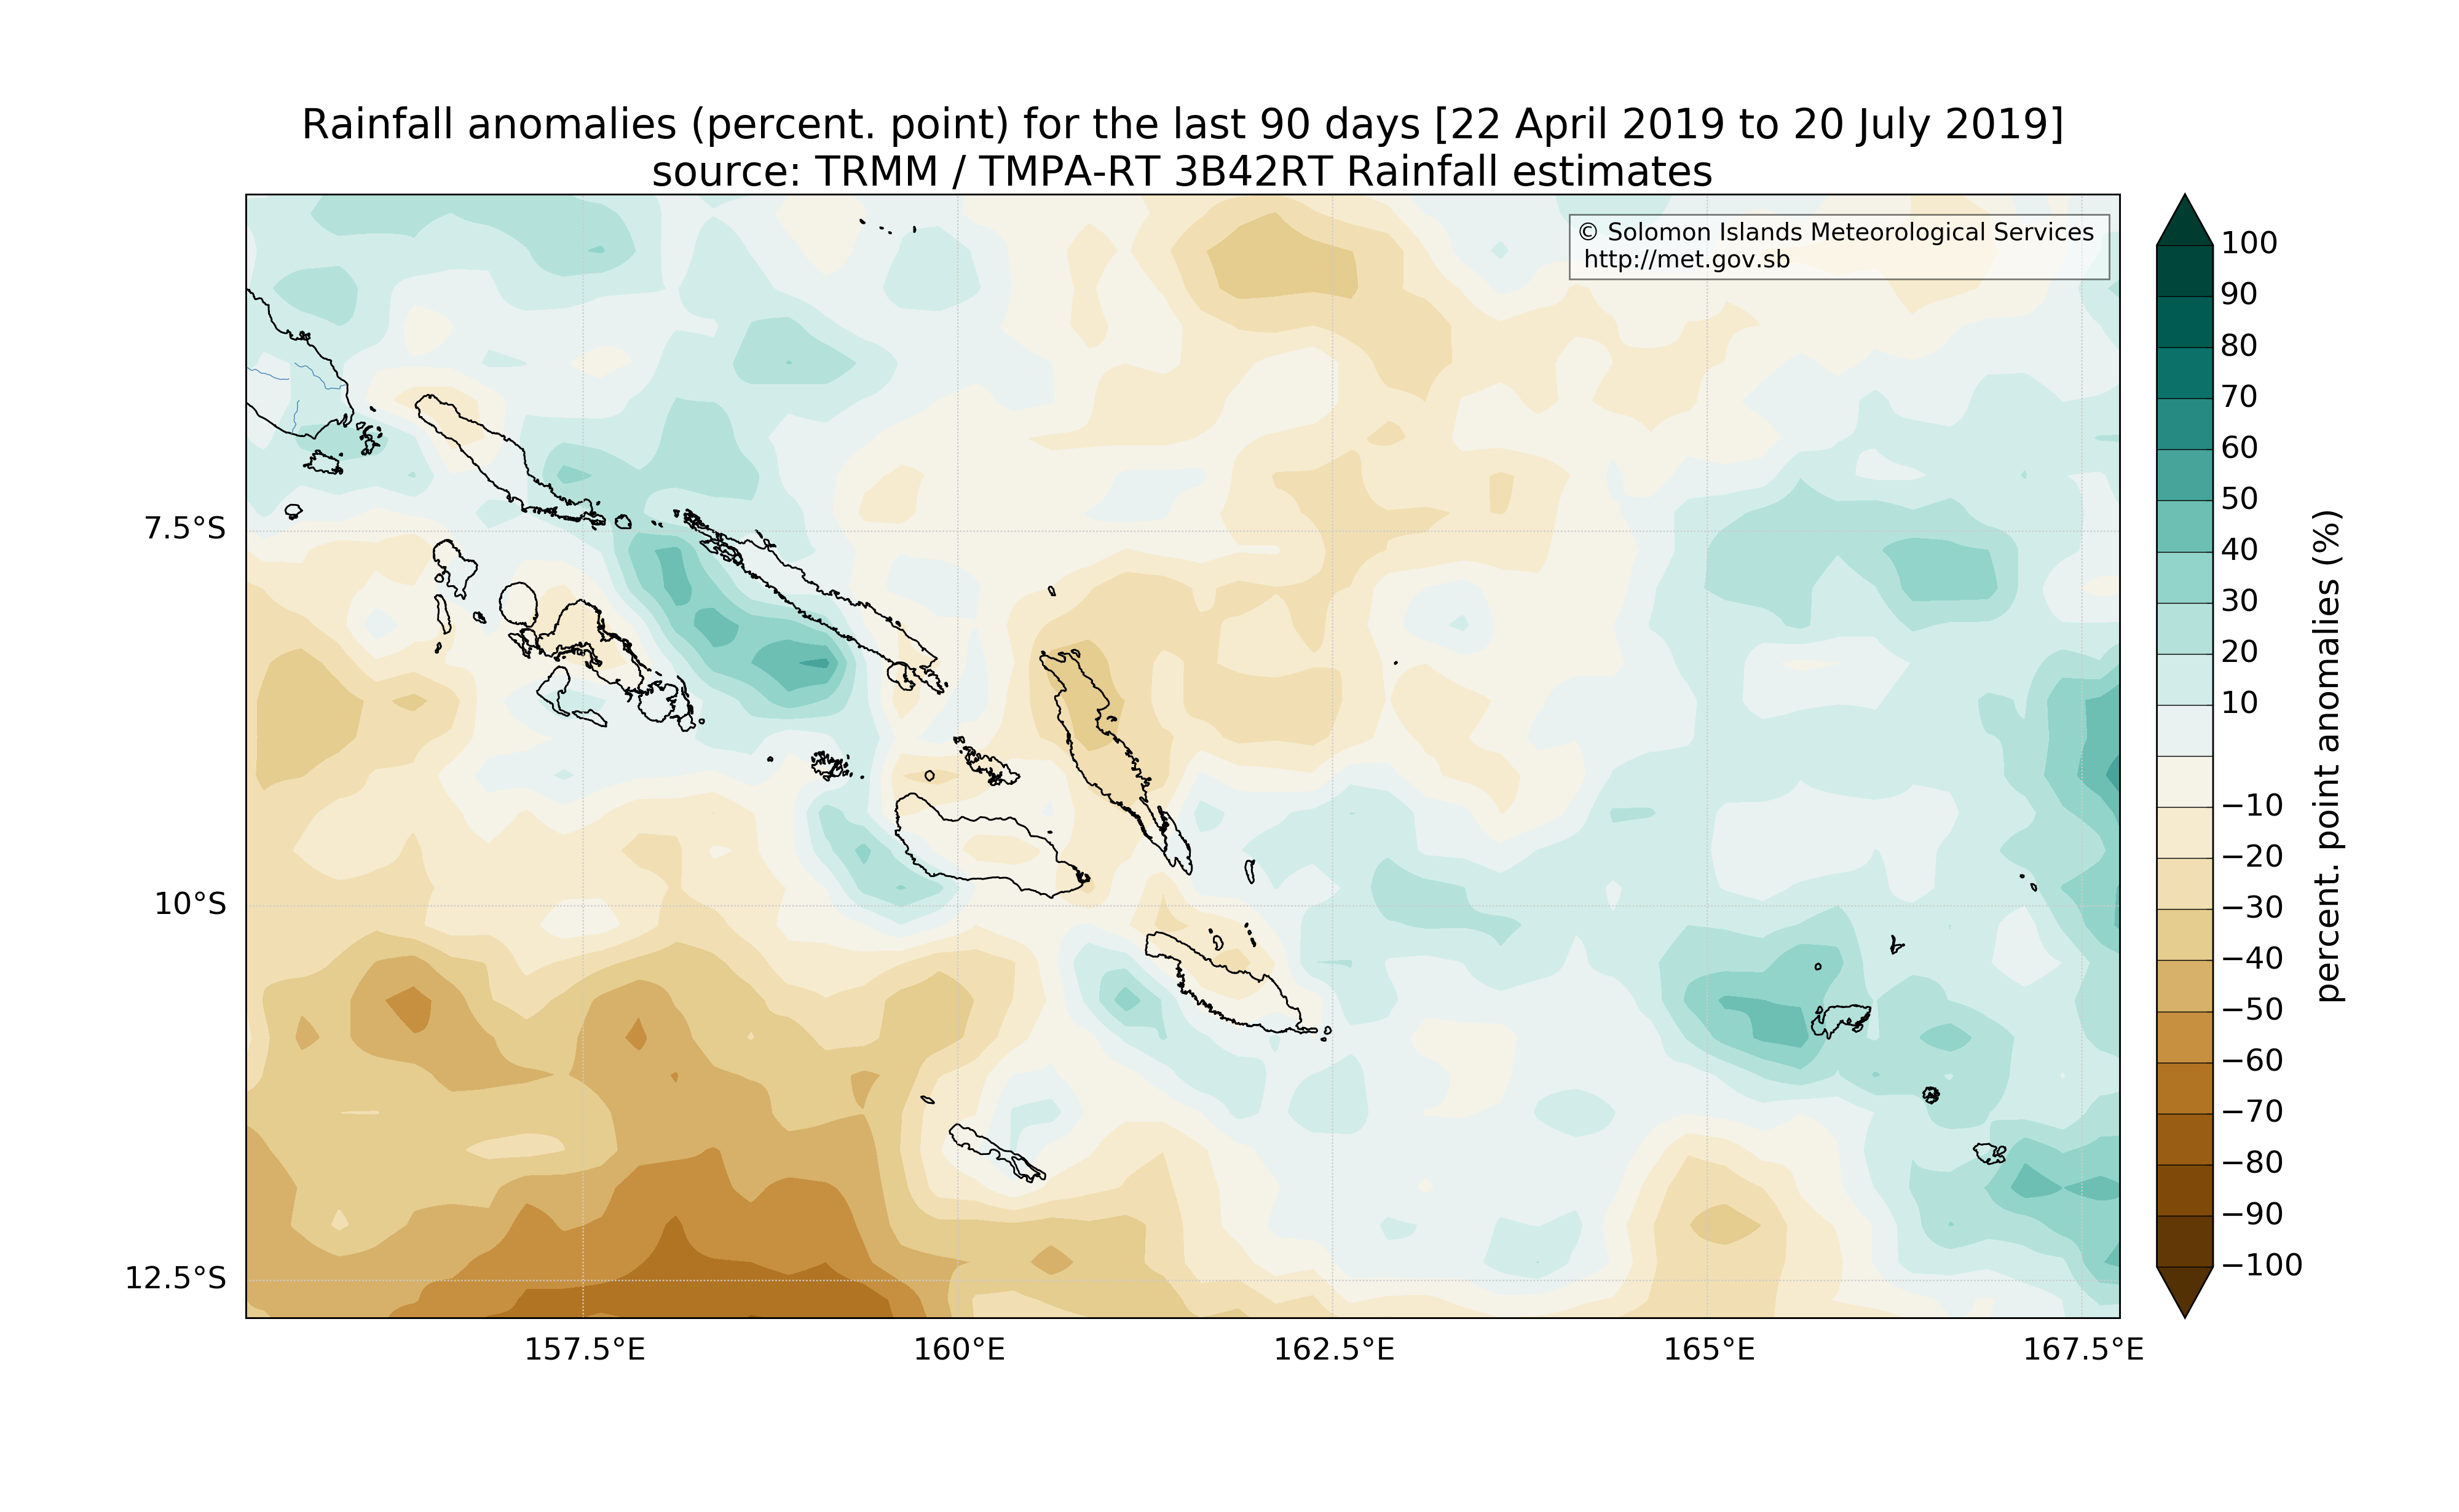 Rainfall anomalies (percent. point) for the last 90 days [22 April 2019 to 20 July 2019]
source: TRMM / TMPA-RT 3B42RT Rainfall estimates
© Solomon Islands Meteorological Services
http://met.gov.sb
7.5°S
10°S
12.5°S
157.5°E
160°E
162.5°E
165°E
167.5°E
100
90
80
70
60
50
40
30
20
10
−10
−20
−30
−40
−50
−60
−70
−80
−90
−100
percent. point anomalies (%)